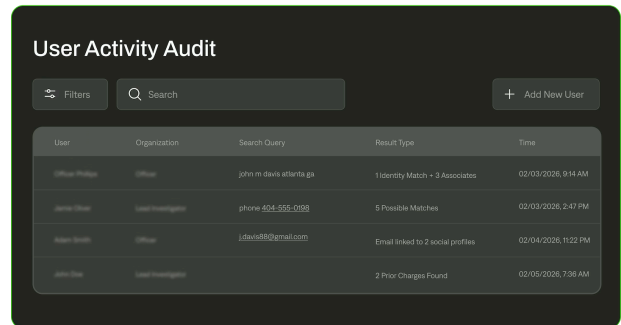 User Activity Audit
Filters
Search
Add New User
User Organization Search Query Result Type Time
john m davis atlanta ga 1 Identity Match + 3 Associates 02/03/2026, 9:14 AM
phone 404-555-0198 5 Possible Matches 02/03/2026, 2:47 PM
j.davis88@gmail.com Email linked to 2 social profiles 02/04/2026, 11:22 PM
2 Prior Charges Found 02/05/2026, 7:36 AM